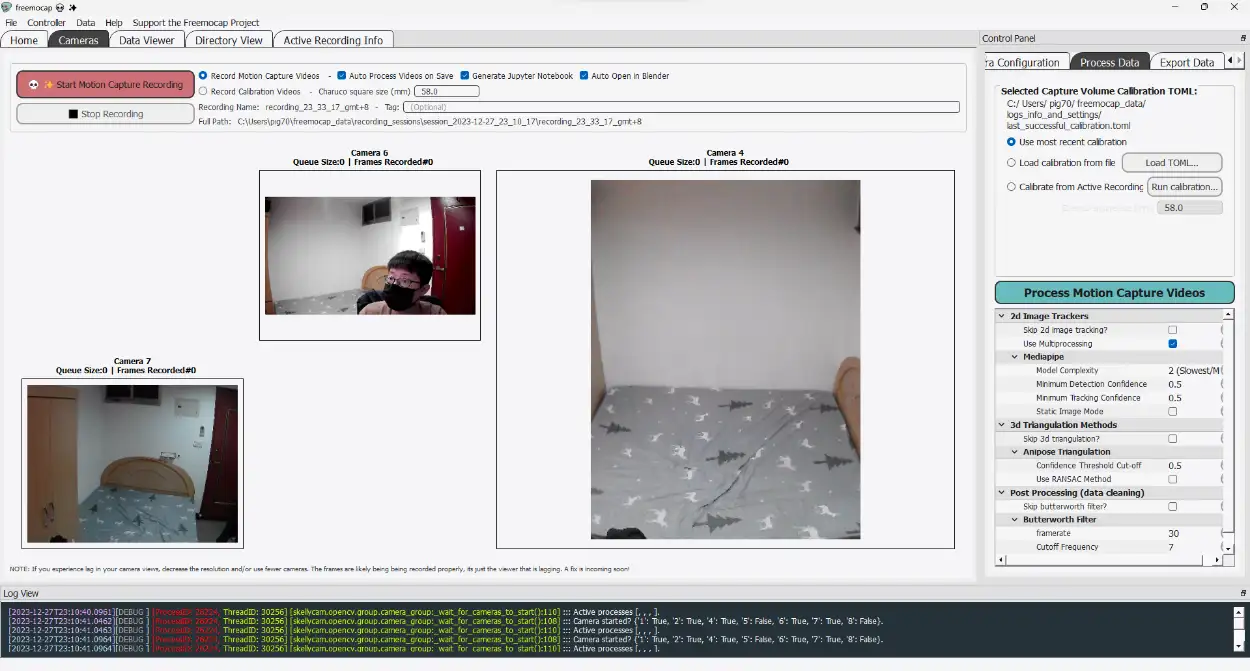 freemocap
File Controller Data Help Support the Freemocap Project
Home Cameras Data Viewer Directory View Active Recording Info
Start Motion Capture Recording
Stop Recording
Record Motion Capture Videos - Auto Process Videos on Save Generate Jupyter Notebook Auto Open in Blender
Record Calibration Videos - Charuco square size (mm) 58.0
Recording Name: recording_23_33_17_gmt+8 - Tag: (Optional)
Full Path: C:\Users\pig70\freemocap_data\recording_sessions\session_2023-12-27_23_10_17\recording_23_33_17_gmt+8
Camera 6
Queue Size:0 | Frames Recorded#0
Camera 4
Queue Size:0 | Frames Recorded#0
Camera 7
Queue Size:0 | Frames Recorded#0
NOTE: If you experience lag in your camera views, decrease the resolution and/or use fewer cameras. The frames are likely being being recorded properly, its just the viewer that is lagging. A fix is incoming soon!
Control Panel
ra Configuration Process Data Export Data
Selected Capture Volume Calibration TOML:
C:/ Users/ pig70/ freemocap_data/
logs_info_and_settings/
last_successful_calibration.toml
Use most recent calibration
Load calibration from file Load TOML...
Calibrate from Active Recording Run calibration...
58.0
Process Motion Capture Videos
2d Image Trackers
Skip 2d image tracking?
Use Multiprocessing
Mediapipe
Model Complexity 2 (Slowest/M
Minimum Detection Confidence 0.5
Minimum Tracking Confidence 0.5
Static Image Mode
3d Triangulation Methods
Skip 3d triangulation?
Anipose Triangulation
Confidence Threshold Cut-off 0.5
Use RANSAC Method
Post Processing (data cleaning)
Skip butterworth filter?
Butterworth Filter
framerate 30
Cutoff Frequency 7
Log View
[2023-12-27T23:10:40.0961][DEBUG ] [ProcessID: 26224, ThreadID: 30256] [skellycam.opencv.group.camera_group:_wait_for_cameras_to_start():110] ::: Active processes [, , , ].
[2023-12-27T23:10:41.0462][DEBUG ] [ProcessID: 26224, ThreadID: 30256] [skellycam.opencv.group.camera_group:_wait_for_cameras_to_start():108] ::: Camera started? {'1': True, '2': True, '4': True, '5': False, '6': True, '7': True, '8': False}.
[2023-12-27T23:10:41.0463][DEBUG ] [ProcessID: 26224, ThreadID: 30256] [skellycam.opencv.group.camera_group:_wait_for_cameras_to_start():110] ::: Active processes [, , , ].
[2023-12-27T23:10:41.0964][DEBUG ] [ProcessID: 26224, ThreadID: 30256] [skellycam.opencv.group.camera_group:_wait_for_cameras_to_start():108] ::: Camera started? {'1': True, '2': True, '4': True, '5': False, '6': True, '7': True, '8': False}.
[2023-12-27T23:10:41.0964][DEBUG ] [ProcessID: 26224, ThreadID: 30256] [skellycam.opencv.group.camera_group:_wait_for_cameras_to_start():110] ::: Active processes [, , , ].